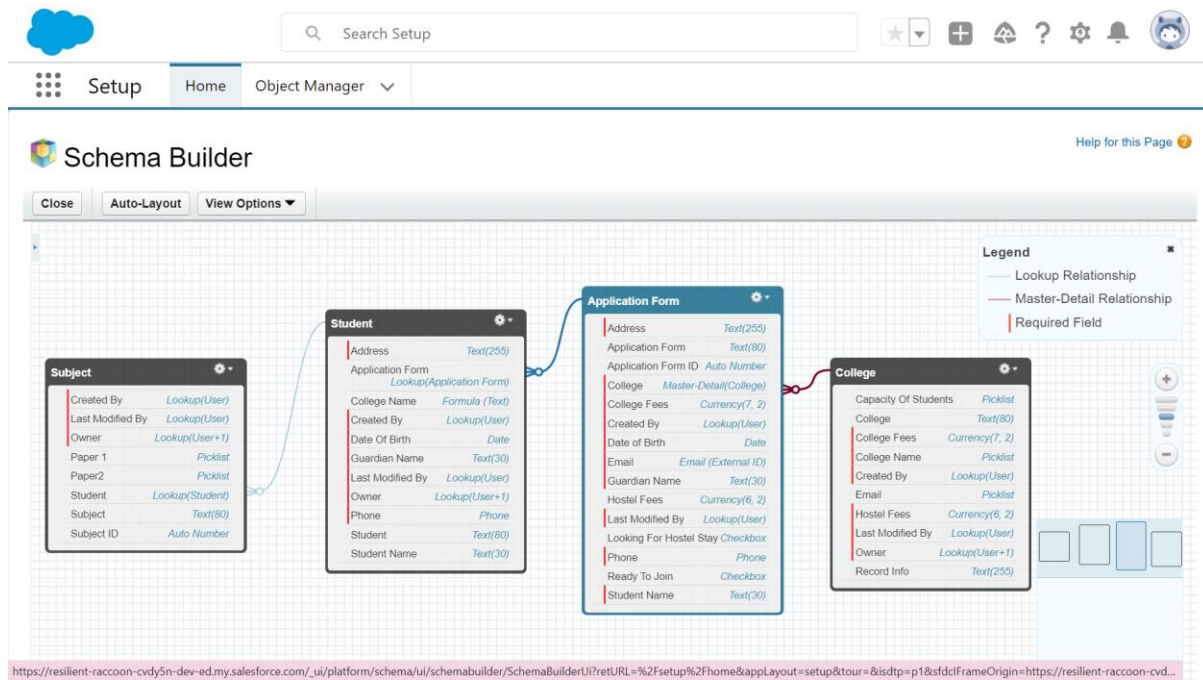 Search Setup
Setup
Home
Object Manager
Schema Builder
Help for this Page
Close
Auto-Layout
View Options
Legend
Lookup Relationship
Master-Detail Relationship
Required Field
Subject
Created By Lookup(User)
Last Modified By Lookup(User)
Owner Lookup(User+1)
Paper 1 Picklist
Paper2 Picklist
Student Lookup(Student)
Subject Text(80)
Subject ID Auto Number
Student
Address Text(255)
Application Form
Lookup(Application Form)
College Name Formula (Text)
Created By Lookup(User)
Date Of Birth Date
Guardian Name Text(30)
Last Modified By Lookup(User)
Owner Lookup(User+1)
Phone Phone
Student Text(80)
Student Name Text(30)
Application Form
Address Text(255)
Application Form Text(80)
Application Form ID Auto Number
College Master-Detail(College)
College Fees Currency(7, 2)
Created By Lookup(User)
Date of Birth Date
Email Email (External ID)
Guardian Name Text(30)
Hostel Fees Currency(6, 2)
Last Modified By Lookup(User)
Looking For Hostel Stay Checkbox
Phone Phone
Ready To Join Checkbox
Student Name Text(30)
College
Capacity Of Students Picklist
College Text(80)
College Fees Currency(7, 2)
College Name Picklist
Created By Lookup(User)
Email Picklist
Hostel Fees Currency(6, 2)
Last Modified By Lookup(User)
Owner Lookup(User+1)
Record Info Text(255)
https://resilient-raccoon-cvdy5n-dev-ed.my.salesforce.com/_ui/platform/schema/ui/schemabuilder/SchemaBuilderUi?retURL=%2Fsetup%2Fhome&appLayout=setup&tour=&isdtp=p1&sfdcIFrameOrigin=https://resilient-raccoon-cvd...